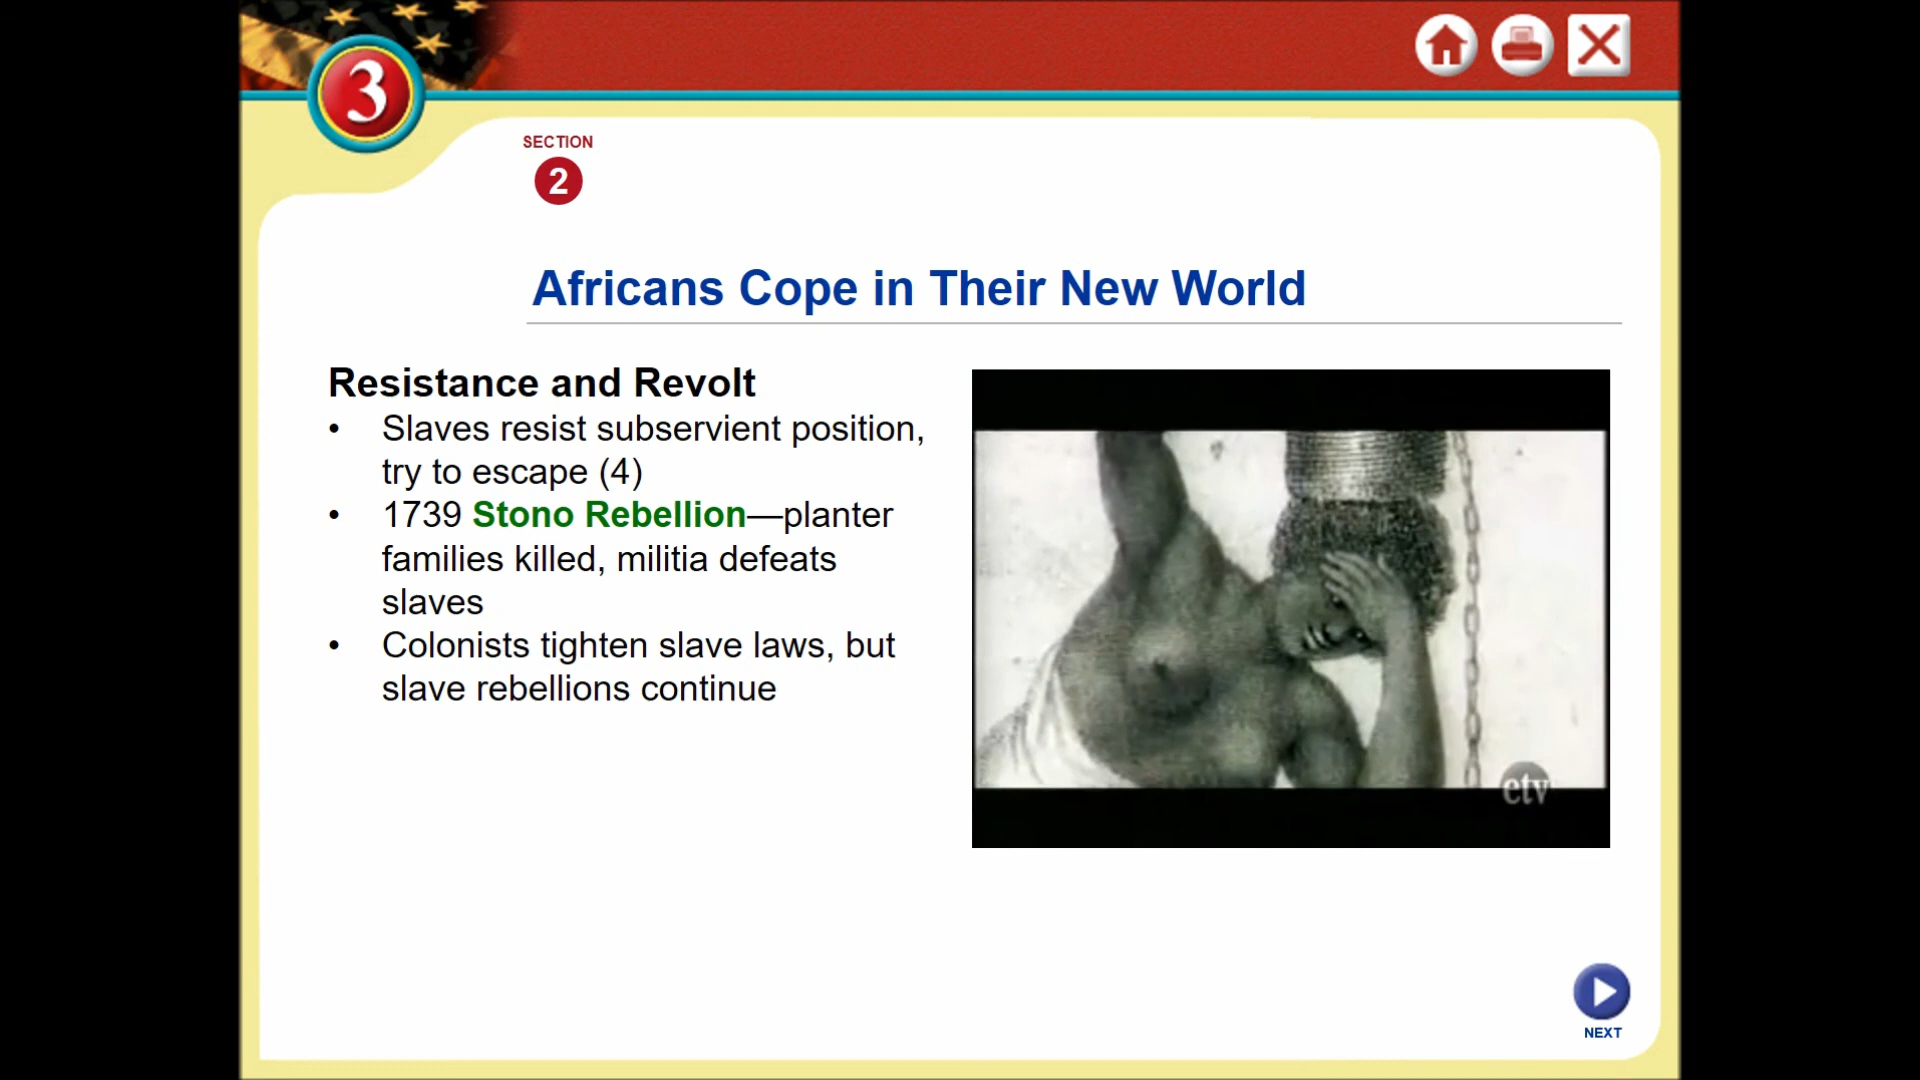 3
SECTION
2
Africans Cope in Their New World
Resistance and Revolt
• Slaves resist subservient position,
try to escape (4)
• 1739 Stono Rebellion—planter
families killed, militia defeats
slaves
• Colonists tighten slave laws, but
slave rebellions continue
etv
NEXT